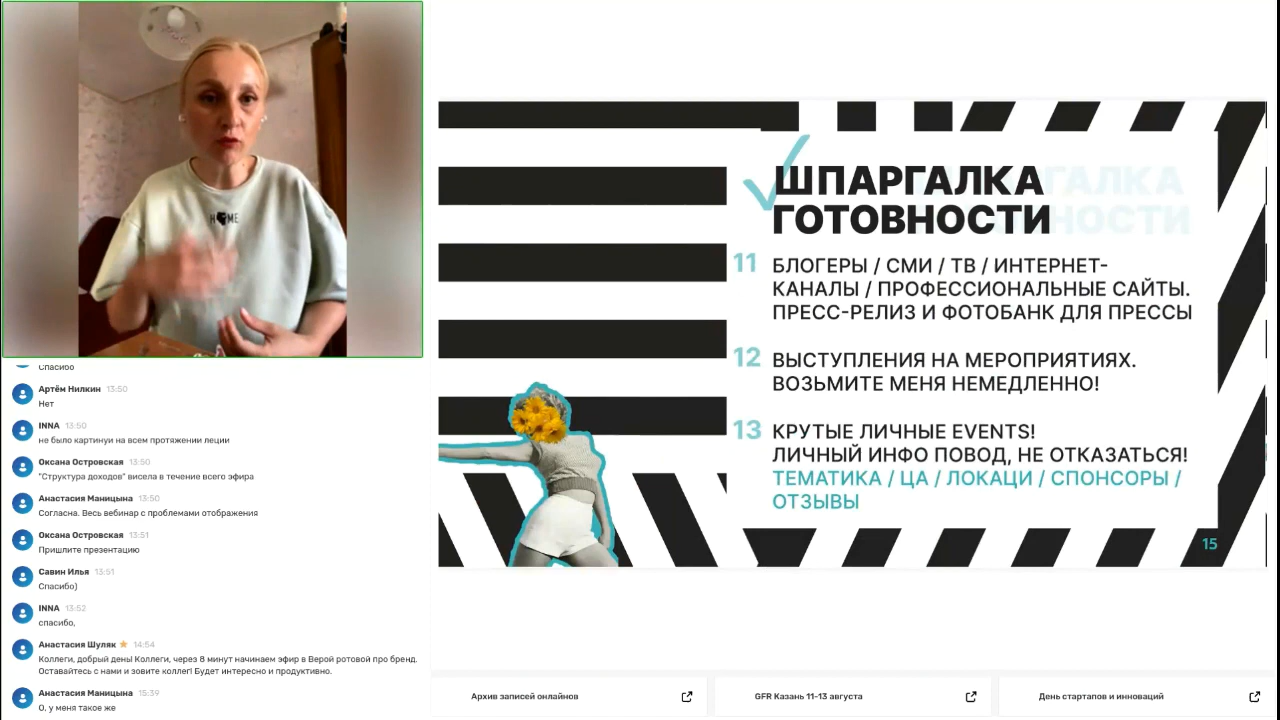 H ME
Спасибо
Артём Нилкин 13:50
Нет
INNA 13:50
не было картинуи на всем протяжении леции
Оксана Островская 13:50
"Структура доходов" висела в течение всего эфира
Анастасия Маницына 13:50
Согласна. Весь вебинар с проблемами отображения
Оксана Островская 13:51
Пришлите презентацию
Савин Илья 13:51
Спасибо)
INNA 13:52
спасибо,
Анастасия Шуляк 14:54
Коллеги, добрый день! Коллеги, через 8 минут начинаем эфир в Верой ротовой про бренд.
Оставайтесь с нами и зовите коллег! Будет интересно и продуктивно.
Анастасия Маницына 15:39
О, у меня такое же
ШПАРГАЛКА
ГОТОВНОСТИ
11 БЛОГЕРЫ / СМИ / ТВ / ИНТЕРНЕТ-
КАНАЛЫ / ПРОФЕССИОНАЛЬНЫЕ САЙТЫ.
ПРЕСС-РЕЛИЗ И ФОТОБАНК ДЛЯ ПРЕССЫ
12 ВЫСТУПЛЕНИЯ НА МЕРОПРИЯТИЯХ.
ВОЗЬМИТЕ МЕНЯ НЕМЕДЛЕННО!
13 КРУТЫЕ ЛИЧНЫЕ EVENTS!
ЛИЧНЫЙ ИНФО ПОВОД, НЕ ОТКАЗАТЬСЯ!
ТЕМАТИКА / ЦА / ЛОКАЦИ / СПОНСОРЫ /
ОТЗЫВЫ
15
Архив записей онлайнов
GFR Казань 11-13 августа
День стартапов и инноваций